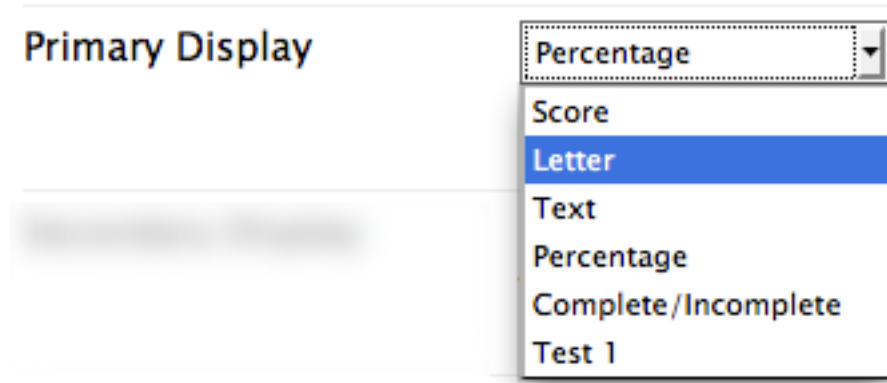 Primary Display
Percentage
Score
Letter
Text
Percentage
Complete/Incomplete
Test 1